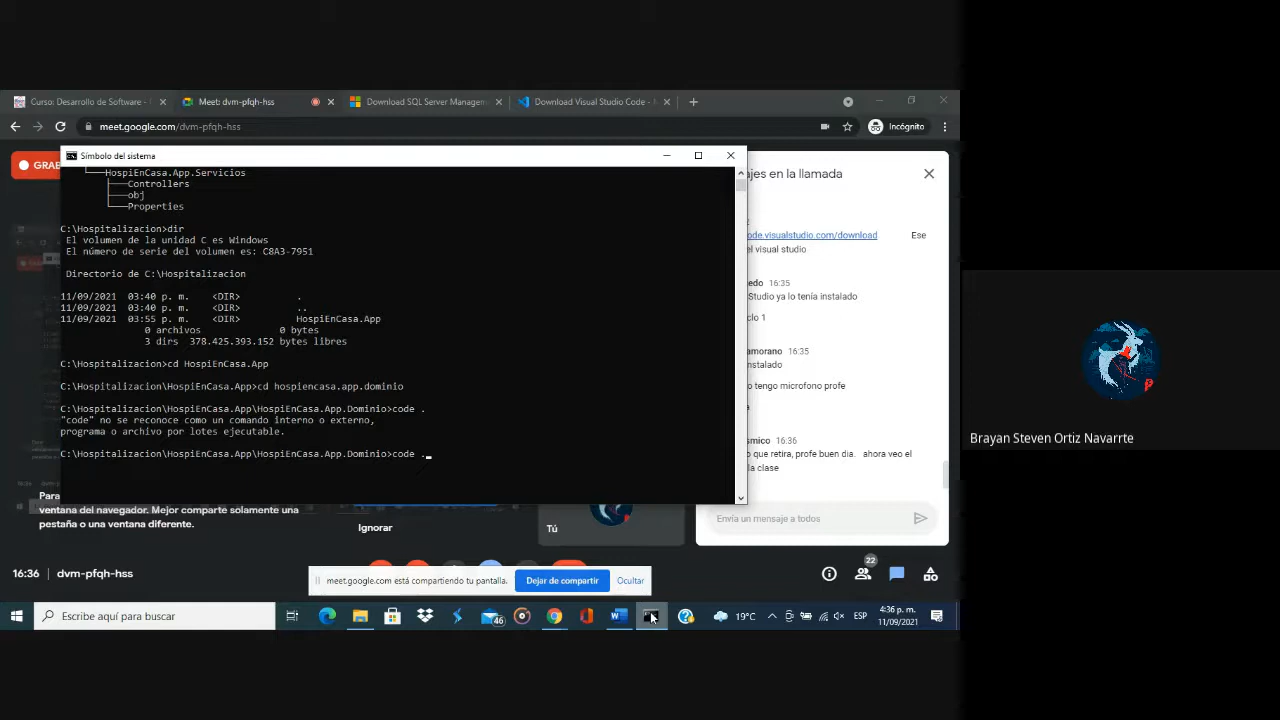 Curso: Desarrollo de Software -
Meet: dvm-pfqh-hss
Download SQL Server Managem
Download Visual Studio Code -
meet.google.com/dvm-pfqh-hss
Incógnito
GRAB
Símbolo del sistema
HospiEnCasa.App.Servicios
Controllers
obj
Properties
C:\Hospitalizacion>dir
El volumen de la unidad C es Windows
El número de serie del volumen es: C8A3-7951
Directorio de C:\Hospitalizacion
11/09/2021 03:40 p. m. <DIR> .
11/09/2021 03:40 p. m. <DIR> ..
11/09/2021 03:55 p. m. <DIR> HospiEnCasa.App
0 archivos 0 bytes
3 dirs 378.425.393.152 bytes libres
C:\Hospitalizacion>cd HospiEnCasa.App
C:\Hospitalizacion\HospiEnCasa.App>cd hospiencasa.app.dominio
C:\Hospitalizacion\HospiEnCasa.App\HospiEnCasa.App.Dominio>code .
"code" no se reconoce como un comando interno o externo,
programa o archivo por lotes ejecutable.
C:\Hospitalizacion\HospiEnCasa.App\HospiEnCasa.App.Dominio>code .
ajes en la llamada
ode.visualstudio.com/download Ese
el visual studio
edo 16:35
Studio ya lo tenía instalado
clo 1
amorano 16:35
nstalado
o tengo microfono profe
a
smico 16:36
o que retira, profe buen dia. ahora veo el
la clase
Envía un mensaje a todos
Para
ventana del navegador. Mejor comparte solamente una
pestaña o una ventana diferente.
Ignorar
Tú
16:36 dvm-pfqh-hss
22
meet.google.com está compartiendo tu pantalla.
Dejar de compartir
Ocultar
Escribe aquí para buscar
46
19°C
ESP
4:36 p. m.
11/09/2021
Brayan Steven Ortiz Navarrte